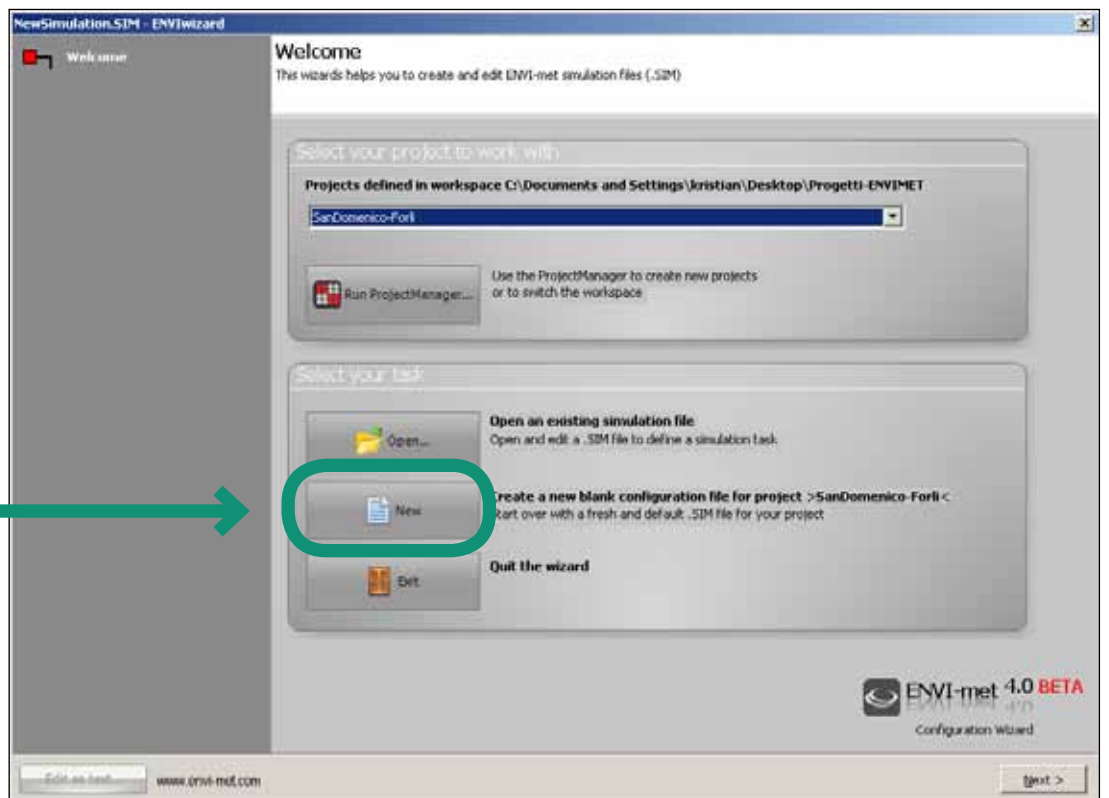 NewSimulation.SIM - ENVIwizard
Welcome
Welcome
This wizards helps you to create and edit ENVI-met simulation files (.SIM)
Select your project to work with
Projects defined in workspace C:\Documents and Settings\kristian\Desktop\Progetti-ENVIMET
SanDomenico-Forli
Run ProjectManager...
Use the ProjectManager to create new projects
or to switch the workspace
Select your task
Open...
Open an existing simulation file
Open and edit a .SIM file to define a simulation task
New
Create a new blank configuration file for project >SanDomenico-Forli<
Start over with a fresh and default .SIM file for your project
Exit
Quit the wizard
ENVI-met 4.0 BETA
Configuration Wizard
Edit as text...
www.envi-met.com
Next >